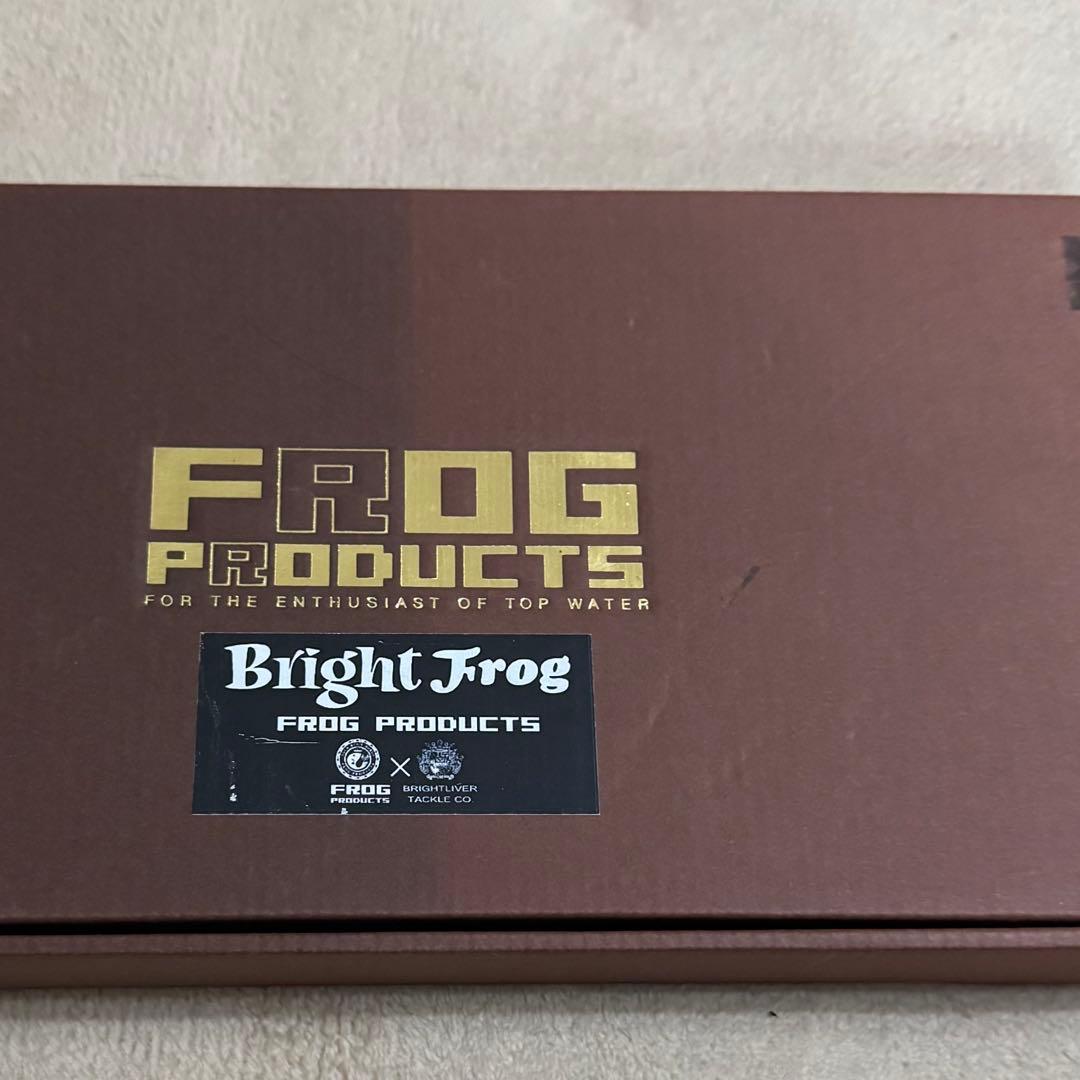 FROG
PRODUCTS
FOR THE ENTHUSIAST OF TOP WATER
Bright Frog
FROG PRODUCTS
FROG PRODUCTS × BRIGHTLIVER TACKLE CO.